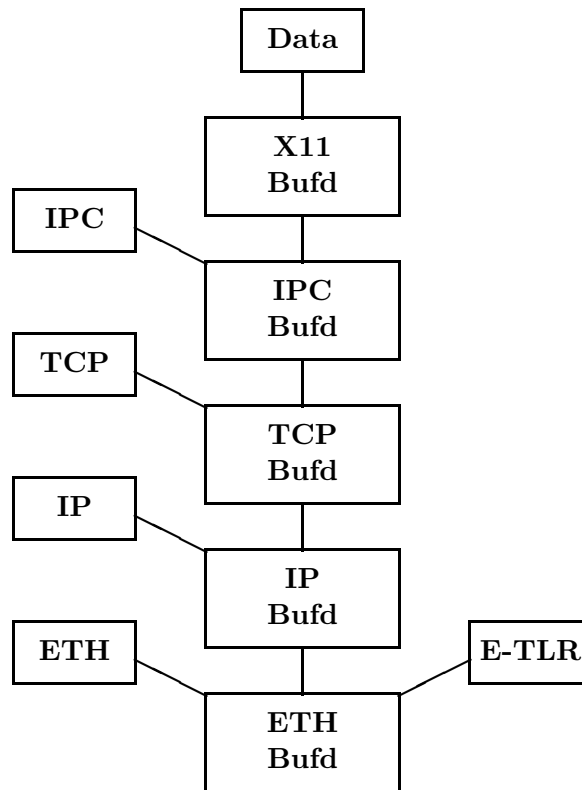 Data
X11
Bufd
IPC
IPC
Bufd
TCP
TCP
Bufd
IP
IP
Bufd
ETH
E-TLR
ETH
Bufd